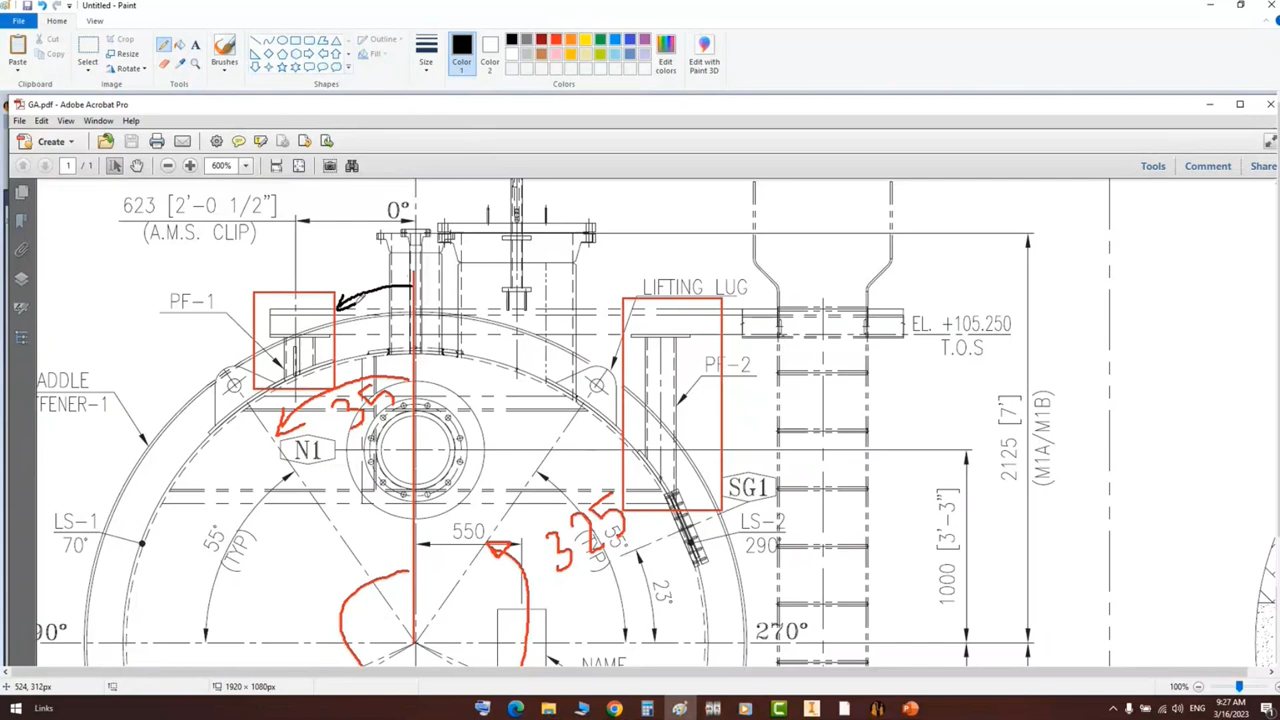 Untitled - Paint
File Home View
Paste
Cut
Copy
Clipboard
Select
Crop
Resize
Rotate
Image
Tools
Brushes
Shapes
Outline
Fill
Size
Color 1
Color 2
Edit colors
Edit with Paint 3D
Colors
GA.pdf - Adobe Acrobat Pro
File Edit View Window Help
Create
1 / 1
600%
Tools Comment Share
623 [2'-0 1/2"]
(A.M.S. CLIP)
0°
PF-1
LIFTING LUG
EL. +105.250
T.O.S
PF-2
ADDLE
FFENER-1
35
N1
2125 [7']
(M1A/M1B)
SG1
LS-1
70°
LS-2
290
550
325
55°
(TYP)
55°
(TYP
23°
1000 [3'-3"]
90°
270°
NAME
524, 312px
1920 × 1080px
100%
Links
9:27 AM
3/16/2023